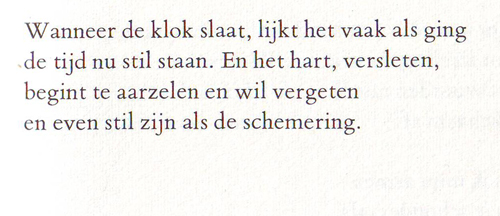 Wanneer de klok slaat, lijkt het vaak als ging
de tijd nu stil staan. En het hart, versleten,
begint te aarzelen en wil vergeten
en even stil zijn als de schemering.